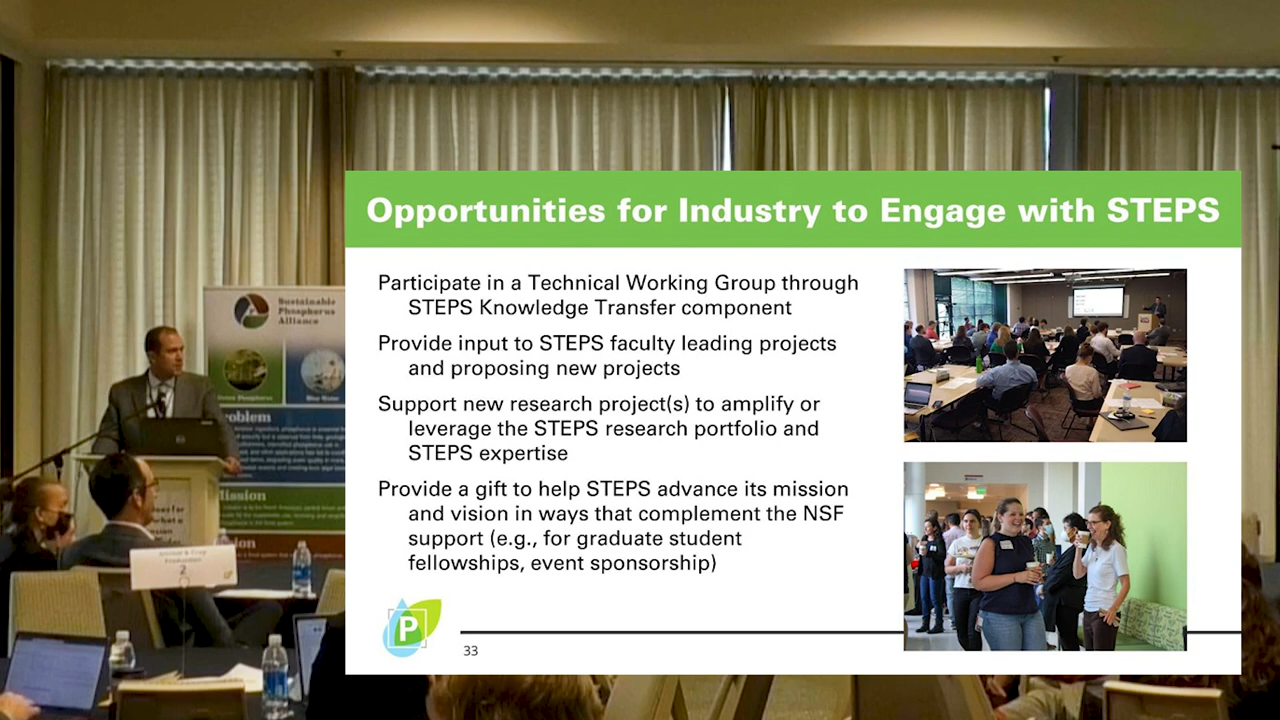 Opportunities for Industry to Engage with STEPS
Participate in a Technical Working Group through
STEPS Knowledge Transfer component
Provide input to STEPS faculty leading projects
and proposing new projects
Support new research project(s) to amplify or
leverage the STEPS research portfolio and
STEPS expertise
Provide a gift to help STEPS advance its mission
and vision in ways that complement the NSF
support (e.g., for graduate student
fellowships, event sponsorship)
P
33
Sustainable
Phosphorus
Alliance
2